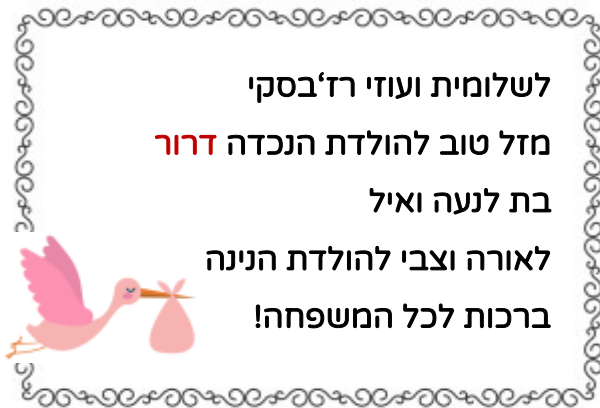 לשלומית ועוזי רז'בסקי
מזל טוב להולדת הנכדה דרור
בת לנעה ואיל
לאורה וצבי להולדת הנינה
ברכות לכל המשפחה!